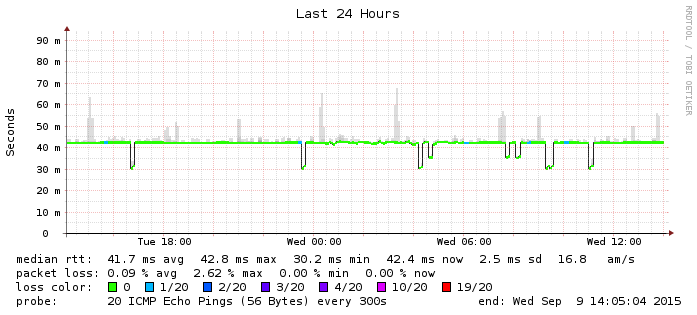 Last 24 Hours
RRDTOOL / TOBI OETIKER
Seconds
90 m
80 m
70 m
60 m
50 m
40 m
30 m
20 m
10 m
0
Tue 18:00 Wed 00:00 Wed 06:00 Wed 12:00
median rtt: 41.7 ms avg 42.8 ms max 30.2 ms min 42.4 ms now 2.5 ms sd 16.8 am/s
packet loss: 0.09 % avg 2.62 % max 0.00 % min 0.00 % now
loss color: 0 1/20 2/20 3/20 4/20 10/20 19/20
probe: 20 ICMP Echo Pings (56 Bytes) every 300s end: Wed Sep 9 14:05:04 2015